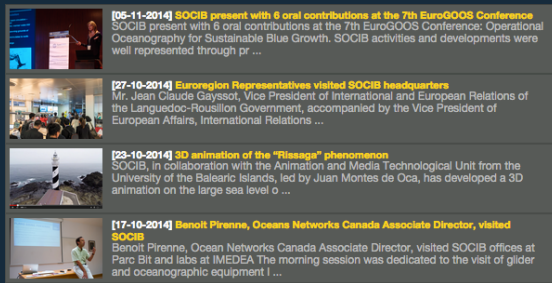 [05-11-2014] SOCIB present with 6 oral contributions at the 7th EuroGOOS Conference
SOCIB present with 6 oral contributions at the 7th EuroGOOS Conference: Operational
Oceanography for Sustainable Blue Growth. SOCIB activities and developments were
well represented through pr ...
[27-10-2014] Euroregion Representatives visited SOCIB headquarters
Mr. Jean Claude Gayssot, Vice President of International and European Relations of
the Languedoc-Rousillon Government, accompanied by the Vice President of
European Affairs, International Relations ...
[23-10-2014] 3D animation of the “Rissaga” phenomenon
SOCIB, in collaboration with the Animation and Media Technological Unit from the
University of the Balearic Islands, led by Juan Montes de Oca, has developed a 3D
animation on the large sea level o ...
[17-10-2014] Benoit Pirenne, Oceans Networks Canada Associate Director, visited
SOCIB
Benoit Pirenne, Ocean Networks Canada Associate Director, visited SOCIB offices at
Parc Bit and labs at IMEDEA The morning session was dedicated to the visit of glider
and oceanographic equipment l ...